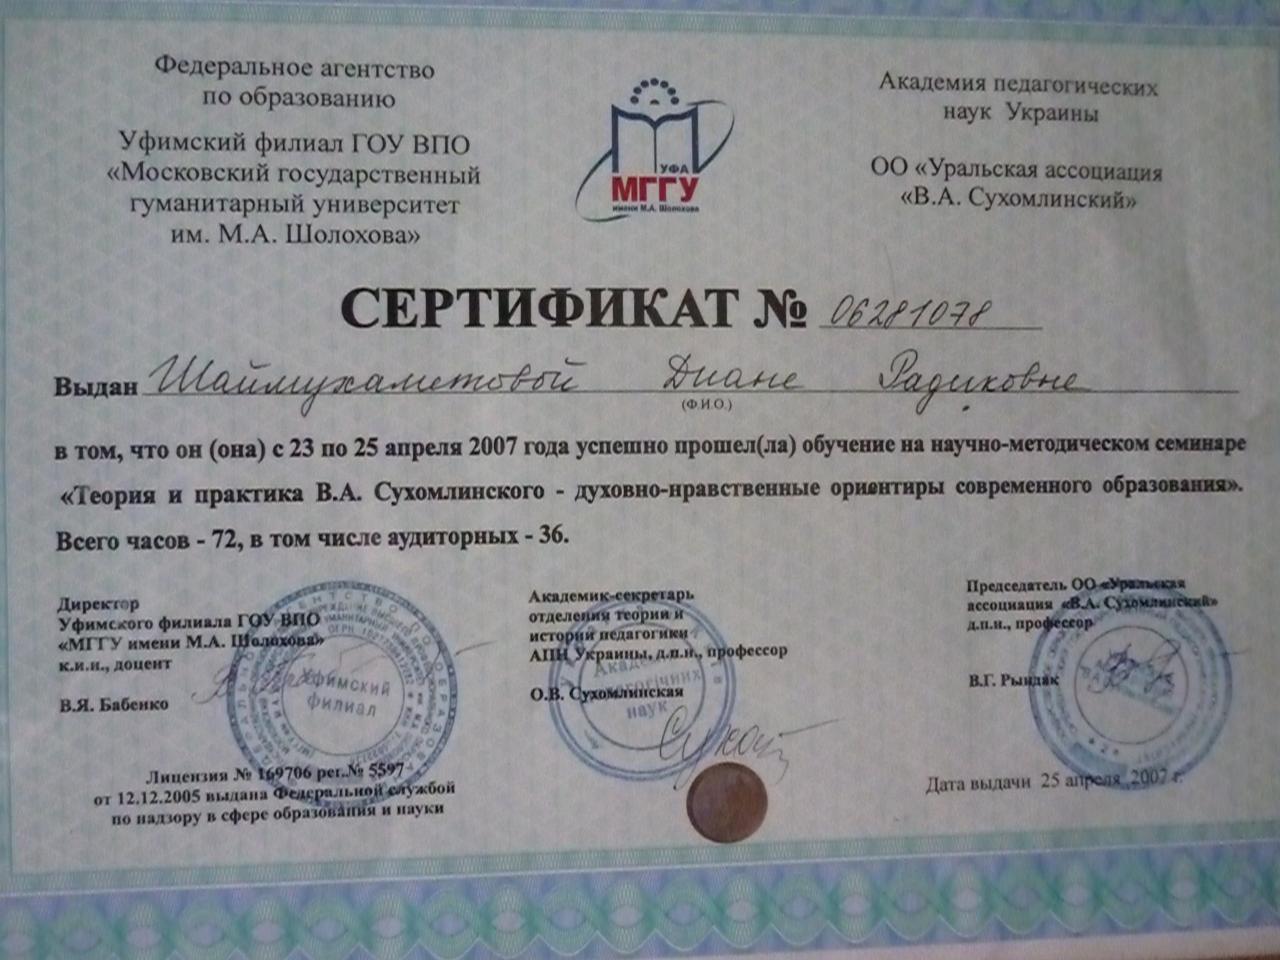 Федеральное агентство
по образованию
Уфимский филиал ГОУ ВПО
«Московский государственный
гуманитарный университет
им. М.А. Шолохова»
УФА
МГГУ
имени М.А. Шолохова
Академия педагогических
наук Украины
ОО «Уральская ассоциация
«В.А. Сухомлинский»
СЕРТИФИКАТ № 06281078
Выдан Шаймухаметовой Диане Радиковне
(Ф.И.О.)
в том, что он (она) с 23 по 25 апреля 2007 года успешно прошел(ла) обучение на научно-методическом семинаре
«Теория и практика В.А. Сухомлинского - духовно-нравственные ориентиры современного образования».
Всего часов - 72, в том числе аудиторных - 36.
Директор
Уфимского филиала ГОУ ВПО
«МГГУ имени М.А. Шолохова»
к.и.н., доцент
В.Я. Бабенко
Уфимский
филиал
Лицензия № 169706 рег.№ 5597
от 12.12.2005 выдана Федеральной службой
по надзору в сфере образования и науки
Академик-секретарь
отделения теории и
истории педагогики
АПН Украины, д.п.н., профессор
О.В. Сухомлинская
наук
Председатель ОО «Уральская
ассоциация «В.А. Сухомлинский»
д.п.н., профессор
В.Г. Рындак
Дата выдачи 25 апреля 2007 г.